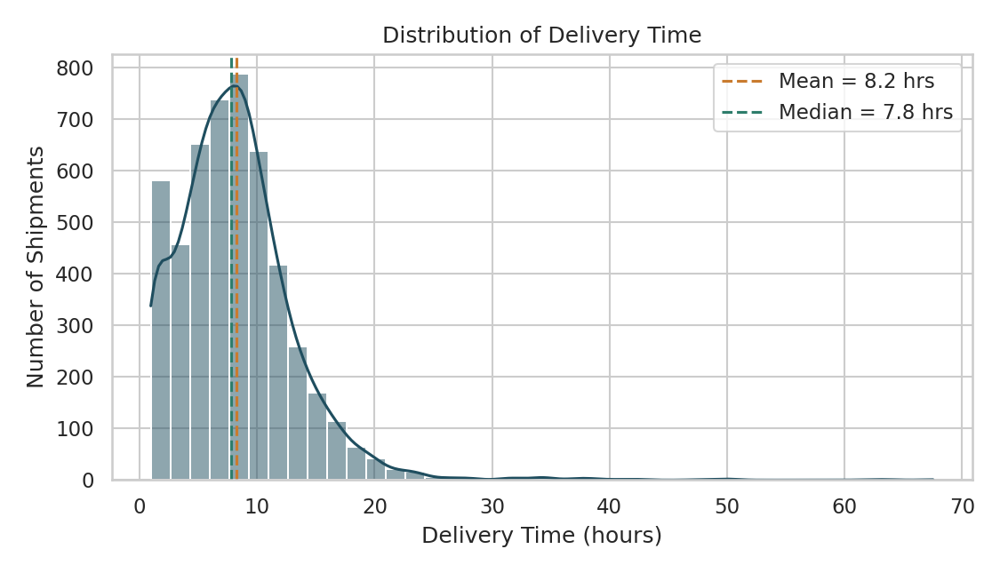 Distribution of Delivery Time
Mean = 8.2 hrs
Median = 7.8 hrs
Number of Shipments
800
700
600
500
400
300
200
100
0
0 10 20 30 40 50 60 70
Delivery Time (hours)